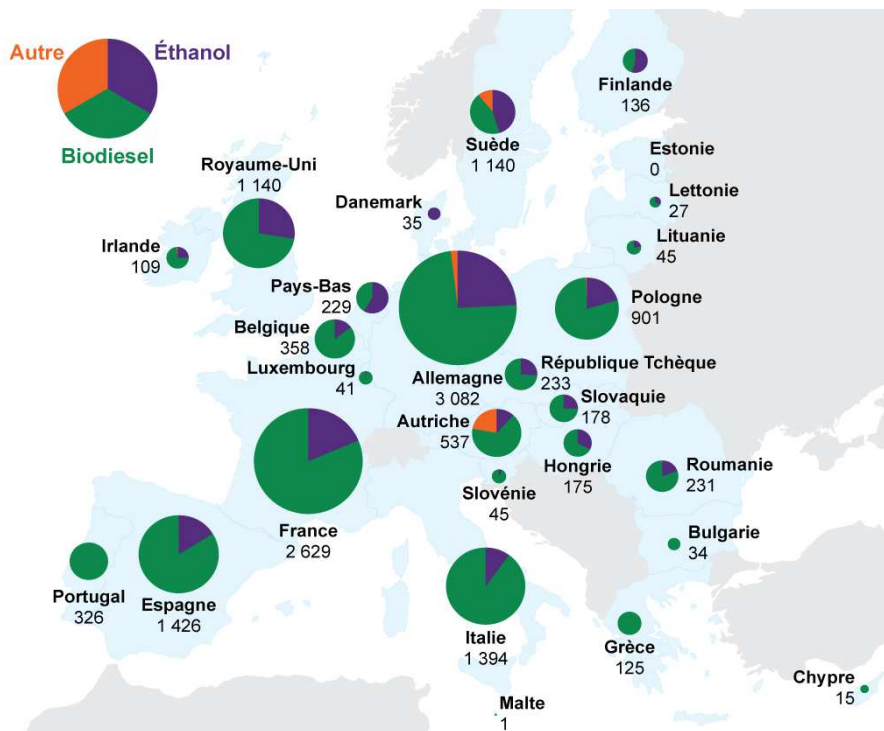 Autre
Éthanol
Biodiesel
Finlande
136
Suède
1 140
Estonie
0
Royaume-Uni
1 140
Lettonie
27
Danemark
35
Lituanie
45
Irlande
109
Pays-Bas
229
Pologne
901
Belgique
358
Luxembourg
41
Allemagne
3 082
République Tchèque
233
Slovaquie
178
Autriche
537
Hongrie
175
Roumanie
231
Slovénie
45
France
2 629
Bulgarie
34
Portugal
326
Espagne
1 426
Italie
1 394
Grèce
125
Chypre
15
Malte
1